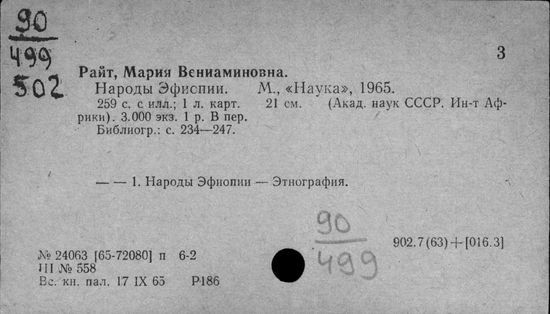 90
499
502
3
Райт, Мария Вениаминовна.
Народы Эфиопии. М., «Наука», 1965.
259 с. с илл.; 1 л. карт. 21 см. (Акад. наук СССР. Ин-т Аф-
рики). 3.000 экз. 1 р. В пер.
Библиогр.: с. 234—247.
— — 1. Народы Эфиопии — Этнография.
90
499
902.7(63)+[016.3]
№ 24063 [65-72080] п 6-2
III № 558
Вс. кн. пал. 17 IX 65 Р186